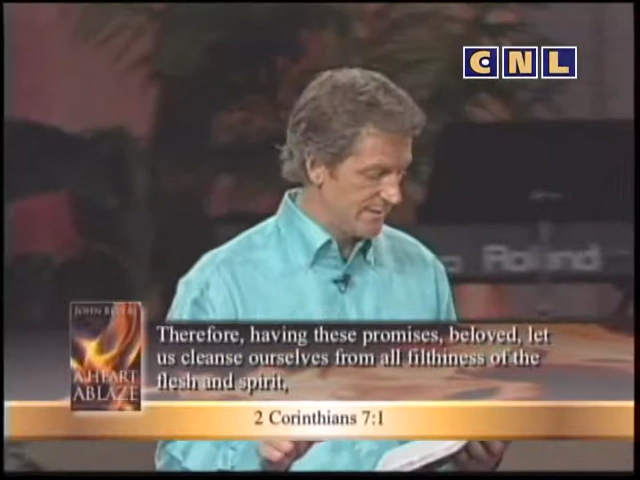 CNL
Roland
JOHN BEVERE
A HEART
ABLAZE
Therefore, having these promises, beloved, let
us cleanse ourselves from all filthiness of the
flesh and spirit,
2 Corinthians 7:1